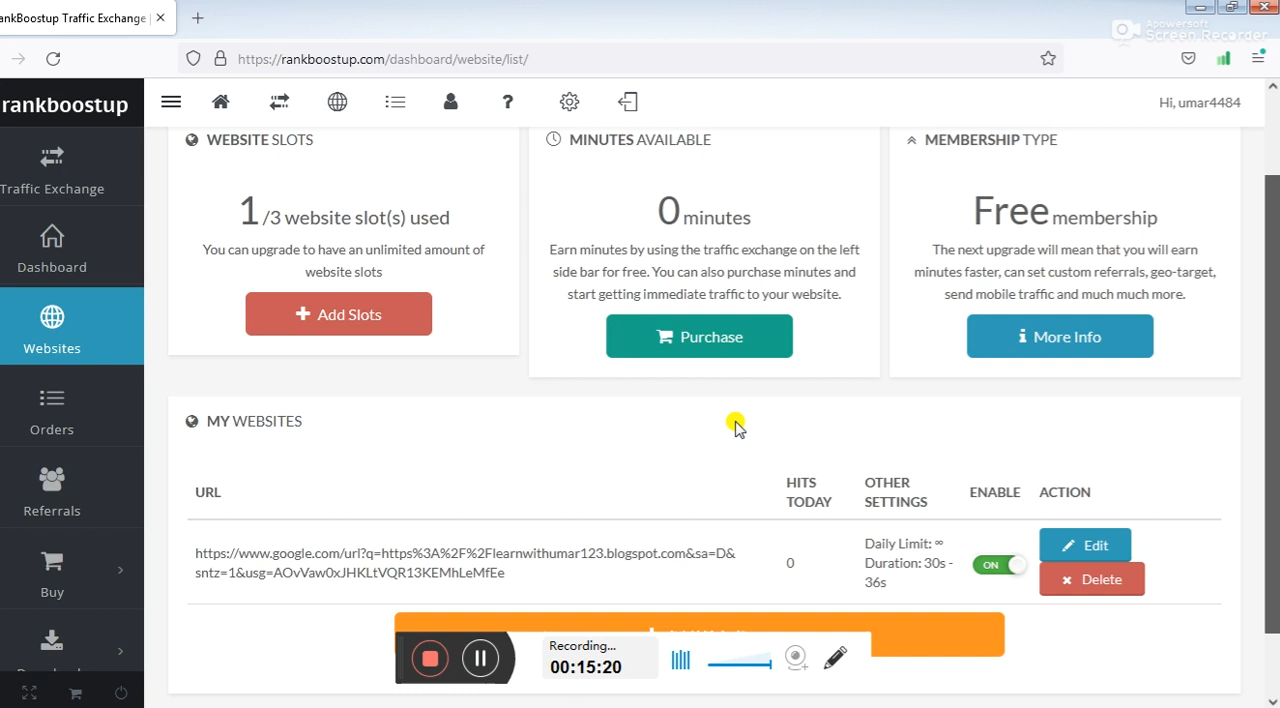 ankBoostup Traffic Exchange
Apowersoft
Screen Recorder
https://rankboostup.com/dashboard/website/list/
rankboostup
Hi, umar4484
WEBSITE SLOTS
MINUTES AVAILABLE
MEMBERSHIP TYPE
Traffic Exchange
1 /3 website slot(s) used
0 minutes
Free membership
You can upgrade to have an unlimited amount of
website slots
Earn minutes by using the traffic exchange on the left
side bar for free. You can also purchase minutes and
start getting immediate traffic to your website.
The next upgrade will mean that you will earn
minutes faster, can set custom referrals, geo-target,
send mobile traffic and much much more.
Dashboard
Add Slots
Purchase
More Info
Websites
MY WEBSITES
Orders
URL
HITS
TODAY
OTHER
SETTINGS
ENABLE
ACTION
Referrals
https://www.google.com/url?q=https%3A%2F%2Flearnwithumar123.blogspot.com&sa=D&
sntz=1&usg=AOvVaw0xJHKLtVQR13KEMhLeMfEe
0
Daily Limit: ∞
Duration: 30s -
36s
ON
Edit
Delete
Buy
Recording...
00:15:20